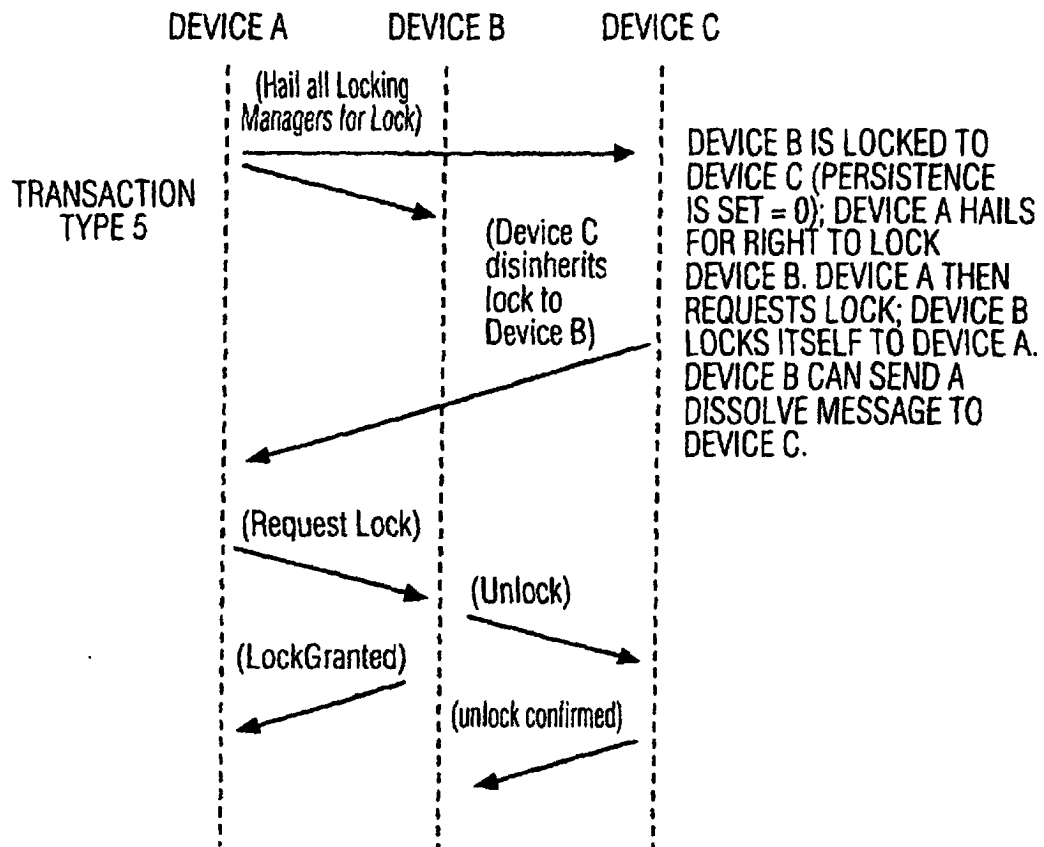 DEVICE A DEVICE B DEVICE C
(Hail all Locking
Managers for Lock)
TRANSACTION
TYPE 5
DEVICE B IS LOCKED TO
DEVICE C (PERSISTENCE
IS SET = 0); DEVICE A HAILS
FOR RIGHT TO LOCK
DEVICE B. DEVICE A THEN
REQUESTS LOCK; DEVICE B
LOCKS ITSELF TO DEVICE A.
DEVICE B CAN SEND A
DISSOLVE MESSAGE TO
DEVICE C.
(Device C
disinherits
lock to
Device B)
(Request Lock)
(Unlock)
(LockGranted)
(unlock confirmed)